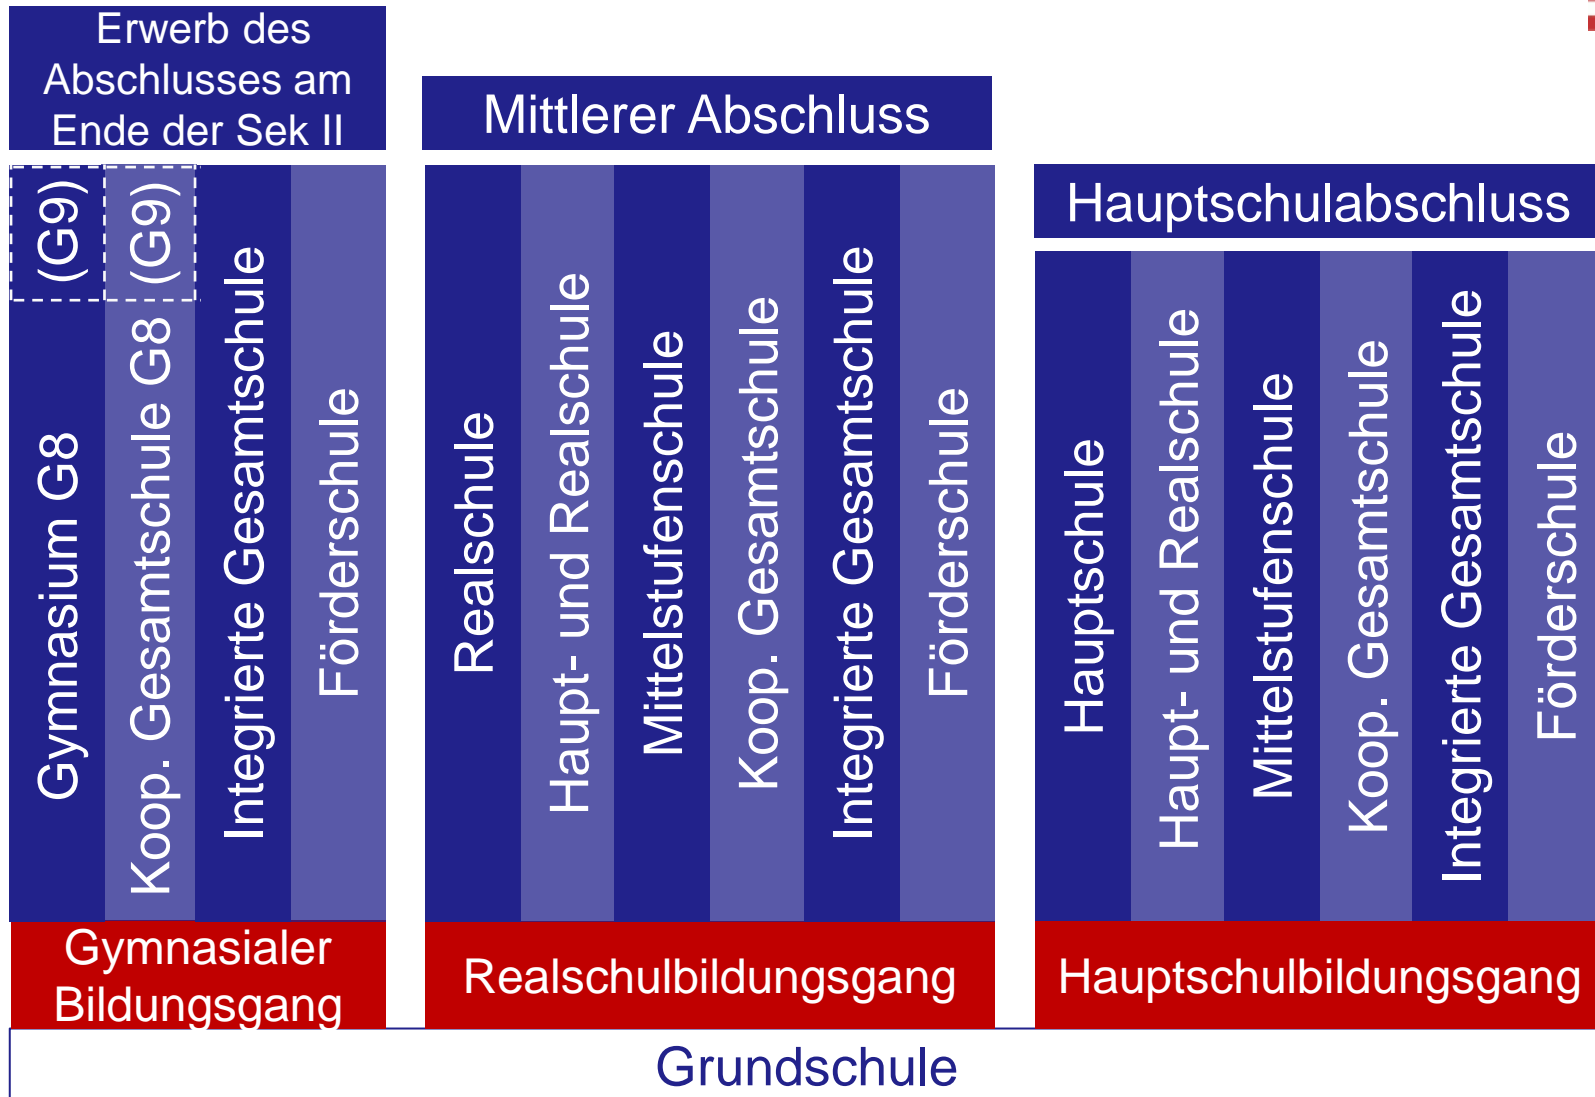 Erwerb des
Abschlusses am
Ende der Sek II
Mittlerer Abschluss
Hauptschulabschluss
Gymnasium G8 (G9)
Koop. Gesamtschule G8 (G9)
Integrierte Gesamtschule
Förderschule
Realschule
Haupt- und Realschule
Mittelstufenschule
Koop. Gesamtschule
Integrierte Gesamtschule
Förderschule
Hauptschule
Haupt- und Realschule
Mittelstufenschule
Koop. Gesamtschule
Integrierte Gesamtschule
Förderschule
Gymnasialer
Bildungsgang
Realschulbildungsgang
Hauptschulbildungsgang
Grundschule